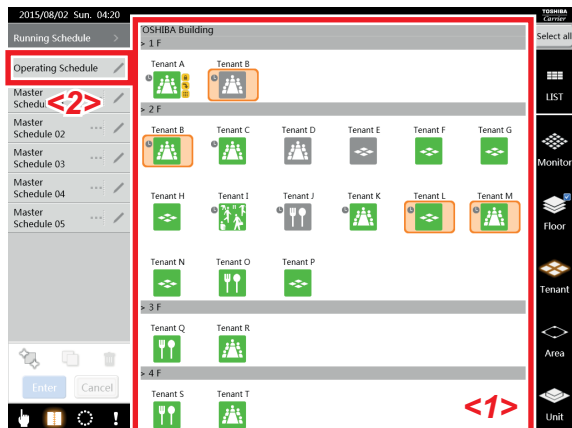 2015/08/02 Sun. 04:20
TOSHIBA
Carrier
Running Schedule >
Operating Schedule
Master
<2>
Master
Schedule 02 ...
Master
Schedule 03 ...
Master
Schedule 04 ...
Master
Schedule 05 ...
Enter Cancel
!
TOSHIBA Building
> 1 F
Tenant A Tenant B
> 2 F
Tenant B Tenant C Tenant D Tenant E Tenant F Tenant G
Tenant H Tenant I Tenant J Tenant K Tenant L Tenant M
Tenant N Tenant O Tenant P
> 3 F
Tenant Q Tenant R
> 4 F
Tenant S Tenant T
<1>
Select all
LIST
Monitor
Floor
Tenant
Area
Unit